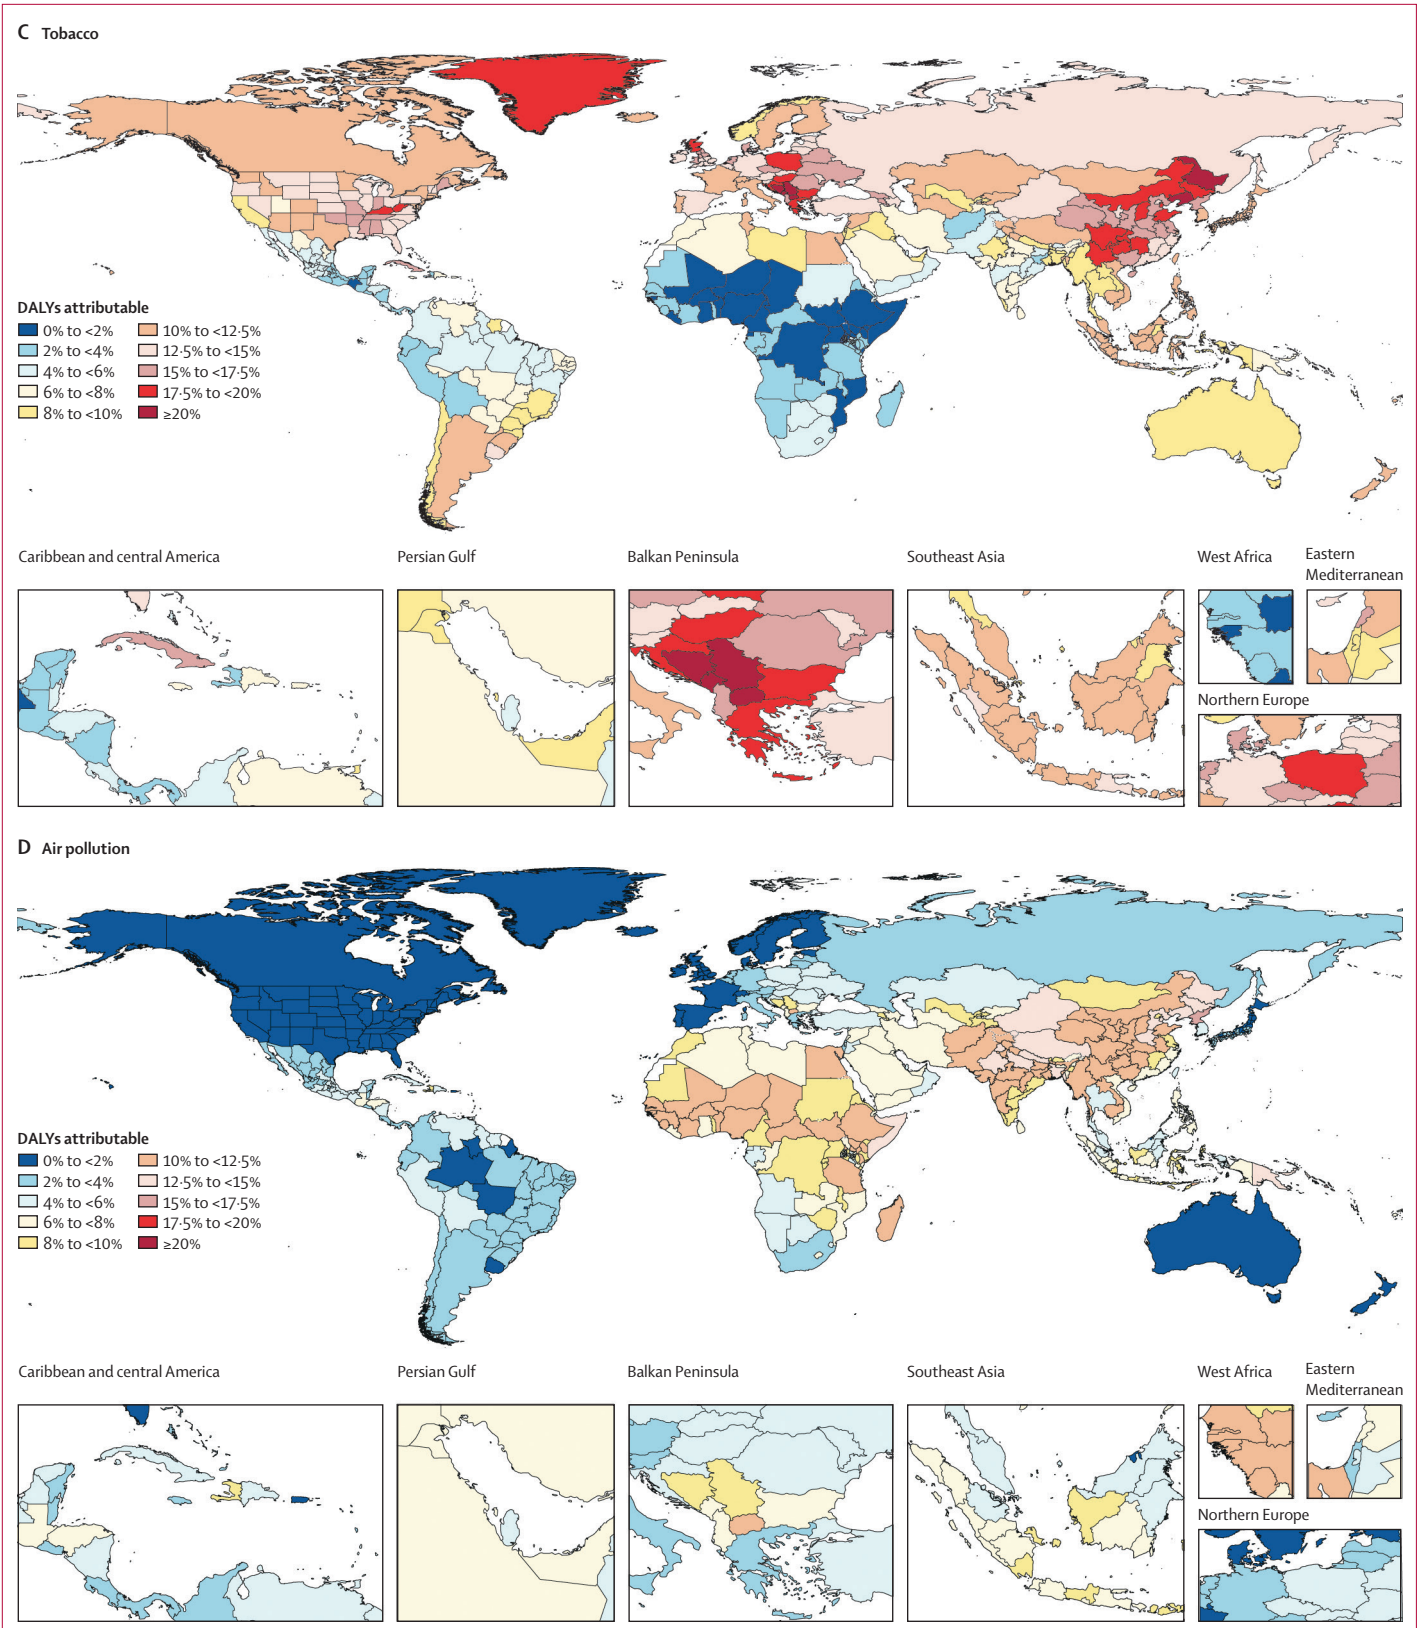 C Tobacco
DALYs attributable
0% to <2%
2% to <4%
4% to <6%
6% to <8%
8% to <10%
10% to <12·5%
12·5% to <15%
15% to <17·5%
17·5% to <20%
≥20%
Caribbean and central America
Persian Gulf
Balkan Peninsula
Southeast Asia
West Africa
Eastern
Mediterranean
Northern Europe
D Air pollution
DALYs attributable
0% to <2%
2% to <4%
4% to <6%
6% to <8%
8% to <10%
10% to <12·5%
12·5% to <15%
15% to <17·5%
17·5% to <20%
≥20%
Caribbean and central America
Persian Gulf
Balkan Peninsula
Southeast Asia
West Africa
Eastern
Mediterranean
Northern Europe